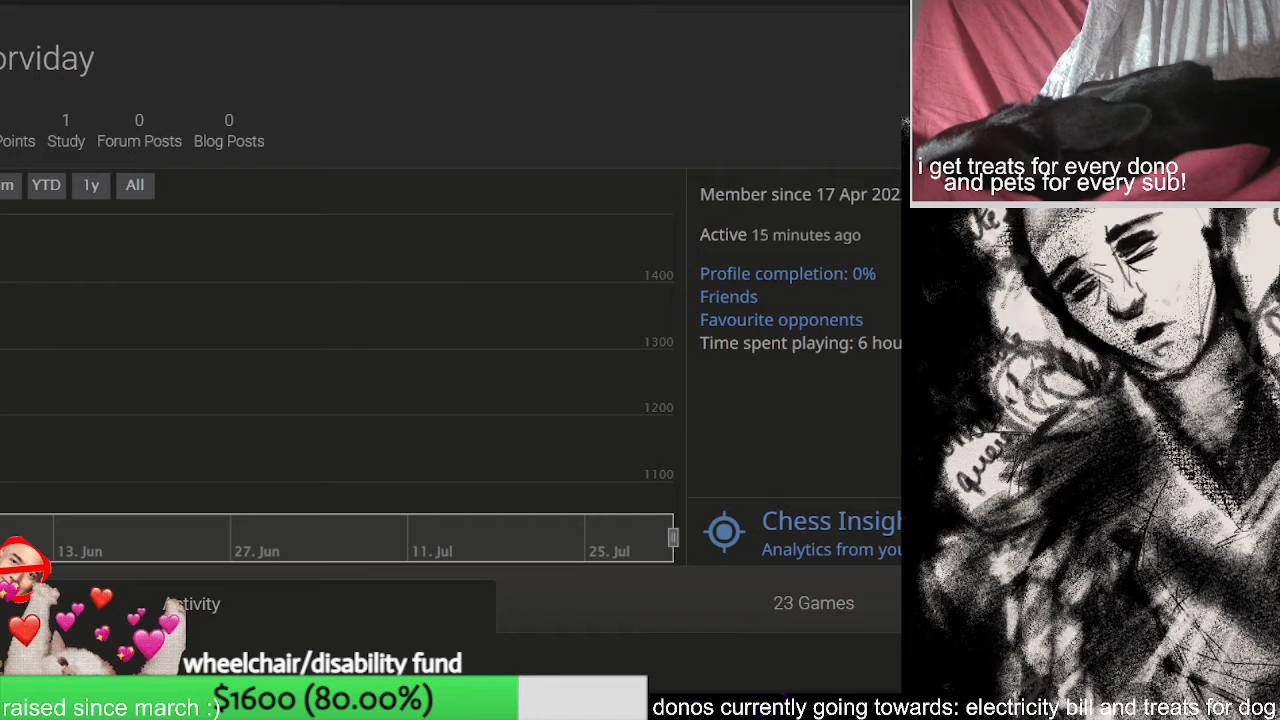 orviday
1 0 0
Points Study Forum Posts Blog Posts
m YTD 1y All
1400
1300
1200
1100
13. Jun 27. Jun 11. Jul 25. Jul
Activity
23 Games
Member since 17 Apr 202
Active 15 minutes ago
Profile completion: 0%
Friends
Favourite opponents
Time spent playing: 6 hou
Chess Insigh
Analytics from you
i get treats for every dono
and pets for every sub!
wheelchair/disability fund
$1600 (80.00%)
raised since march :)
donos currently going towards: electricity bill and treats for dog